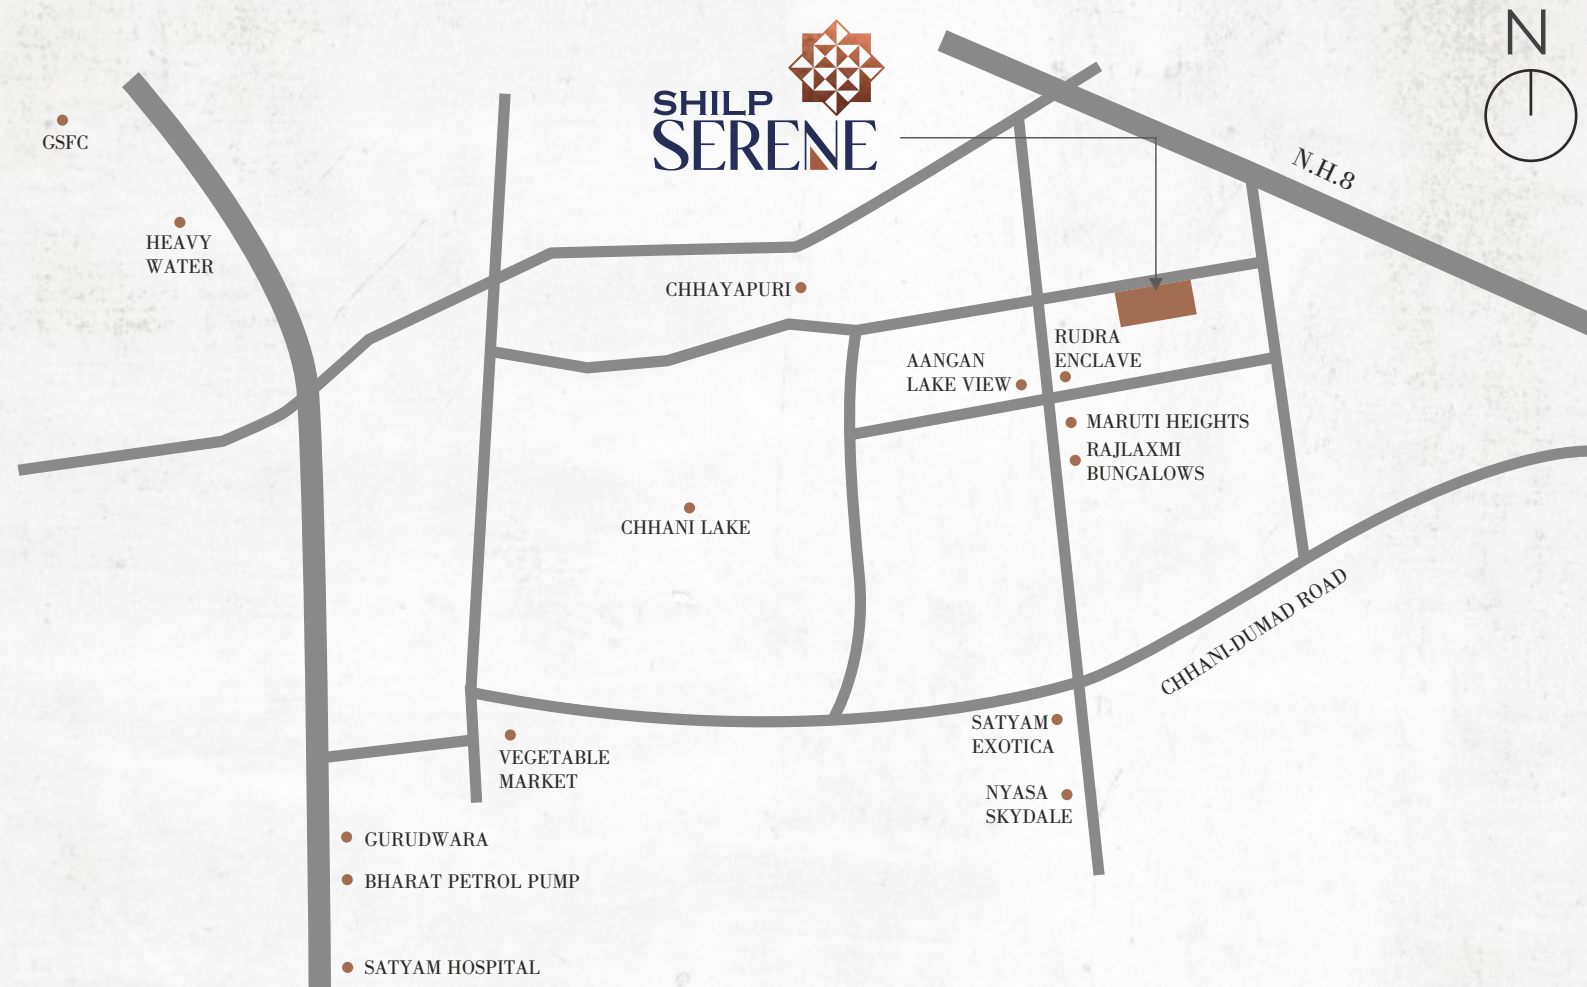 N
SHILP
SERENE
N.H.8
GSFC
HEAVY
WATER
CHHAYAPURI
RUDRA
ENCLAVE
AANGAN
LAKE VIEW
MARUTI HEIGHTS
RAJLAXMI
BUNGALOWS
CHHANI LAKE
CHHANI-DUMAD ROAD
SATYAM
EXOTICA
VEGETABLE
MARKET
NYASA
SKYDALE
GURUDWARA
BHARAT PETROL PUMP
SATYAM HOSPITAL